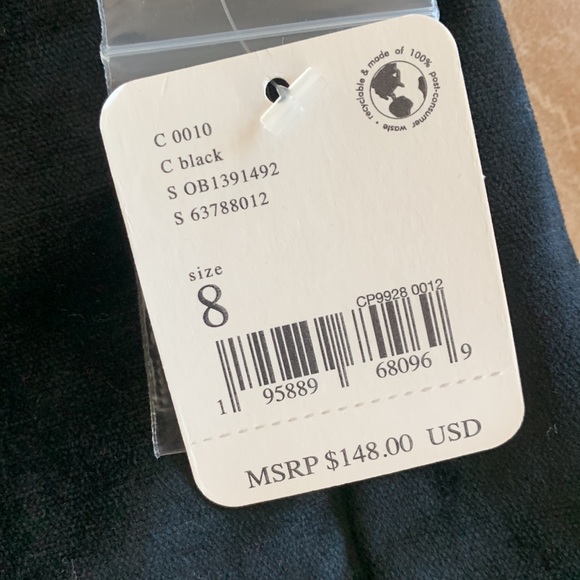 recyclable & made of 100% post-consumer waste •
C 0010
C black
S OB1391492
S 63788012
size
8
CP9928 0012
1 95889 68096 9
MSRP $148.00 USD